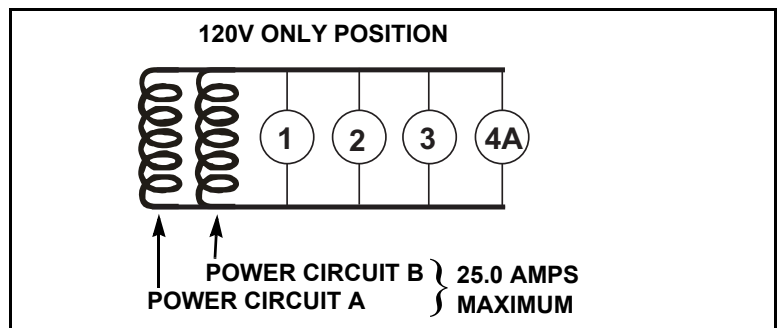 120V ONLY POSITION
1 2 3 4A
POWER CIRCUIT B } 25.0 AMPS
POWER CIRCUIT A MAXIMUM